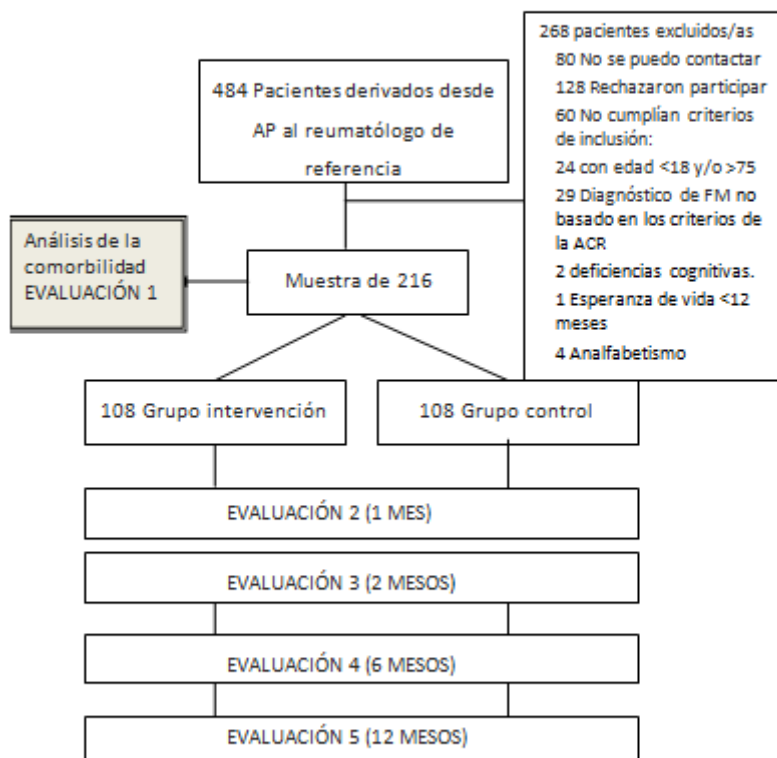 484 Pacientes derivados desde
AP al reumatólogo de
referencia
268 pacientes excluidos/as
80 No se puedo contactar
128 Rechazaron participar
60 No cumplían criterios
de inclusión:
24 con edad <18 y/o >75
29 Diagnóstico de FM no
basado en los criterios de
la ACR
2 deficiencias cognitivas.
1 Esperanza de vida <12
meses
4 Analfabetismo
Análisis de la
comorbilidad
EVALUACIÓN 1
Muestra de 216
108 Grupo intervención
108 Grupo control
EVALUACIÓN 2 (1 MES)
EVALUACIÓN 3 (2 MESOS)
EVALUACIÓN 4 (6 MESOS)
EVALUACIÓN 5 (12 MESOS)